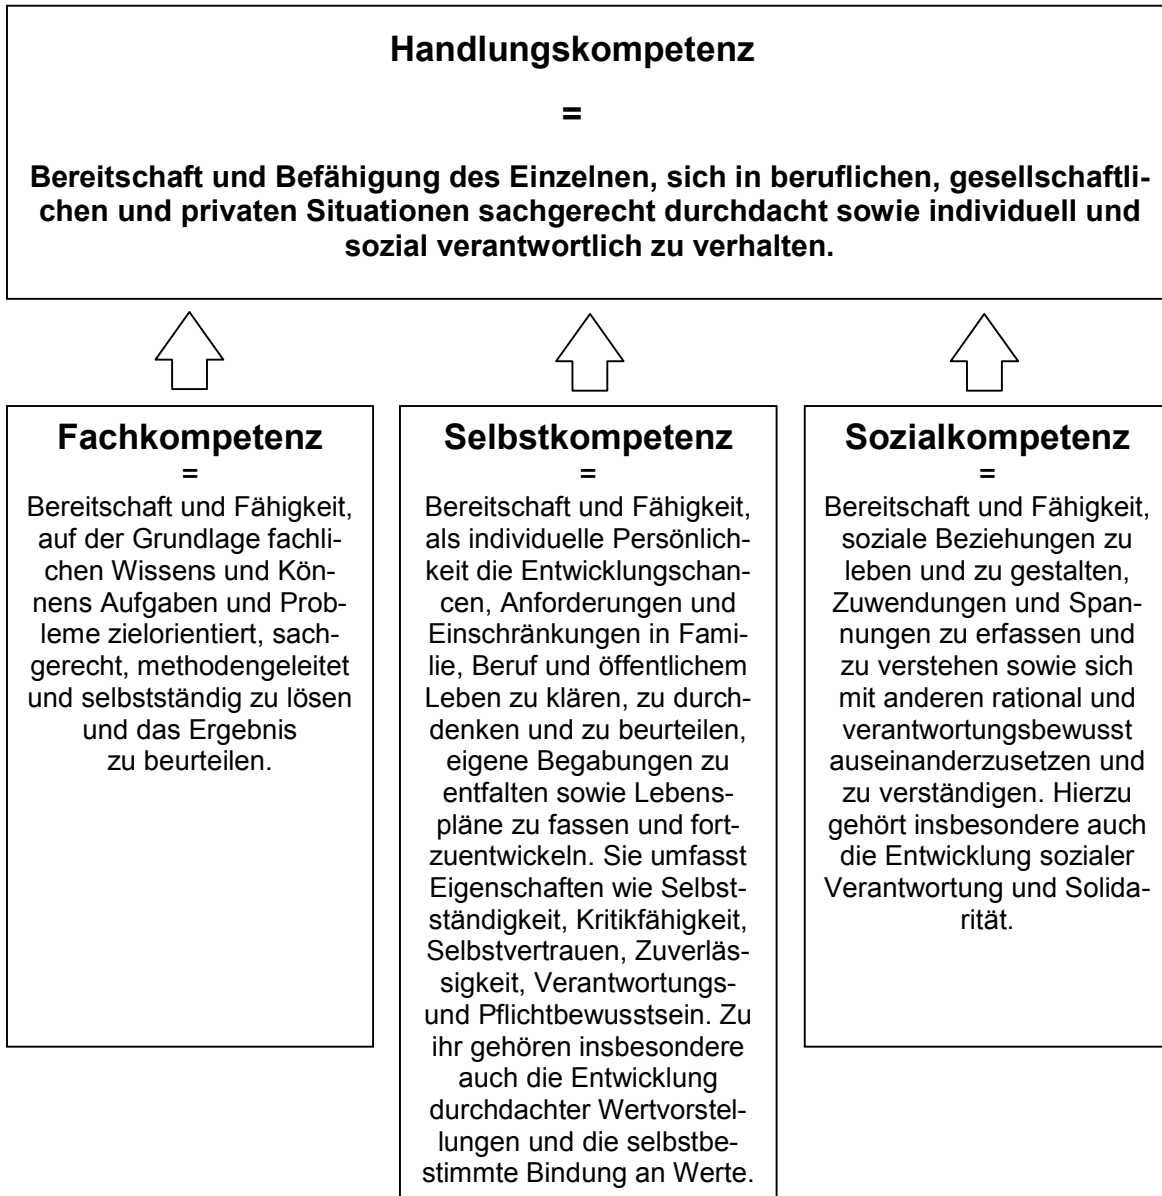 Handlungskompetenz
=
Bereitschaft und Befähigung des Einzelnen, sich in beruflichen, gesellschaftli-
chen und privaten Situationen sachgerecht durchdacht sowie individuell und
sozial verantwortlich zu verhalten.
Fachkompetenz
=
Bereitschaft und Fähigkeit,
auf der Grundlage fachli-
chen Wissens und Kön-
nens Aufgaben und Prob-
leme zielorientiert, sach-
gerecht, methodengeleitet
und selbstständig zu lösen
und das Ergebnis
zu beurteilen.
Selbstkompetenz
=
Bereitschaft und Fähigkeit,
als individuelle Persönlich-
keit die Entwicklungschan-
cen, Anforderungen und
Einschränkungen in Fami-
lie, Beruf und öffentlichem
Leben zu klären, zu durch-
denken und zu beurteilen,
eigene Begabungen zu
entfalten sowie Lebens-
pläne zu fassen und fort-
zuentwickeln. Sie umfasst
Eigenschaften wie Selbst-
ständigkeit, Kritikfähigkeit,
Selbstvertrauen, Zuverläs-
sigkeit, Verantwortungs-
und Pflichtbewusstsein. Zu
ihr gehören insbesondere
auch die Entwicklung
durchdachter Wertvorstel-
lungen und die selbstbe-
stimmte Bindung an Werte.
Sozialkompetenz
=
Bereitschaft und Fähigkeit,
soziale Beziehungen zu
leben und zu gestalten,
Zuwendungen und Span-
nungen zu erfassen und
zu verstehen sowie sich
mit anderen rational und
verantwortungsbewusst
auseinanderzusetzen und
zu verständigen. Hierzu
gehört insbesondere auch
die Entwicklung sozialer
Verantwortung und Solida-
rität.